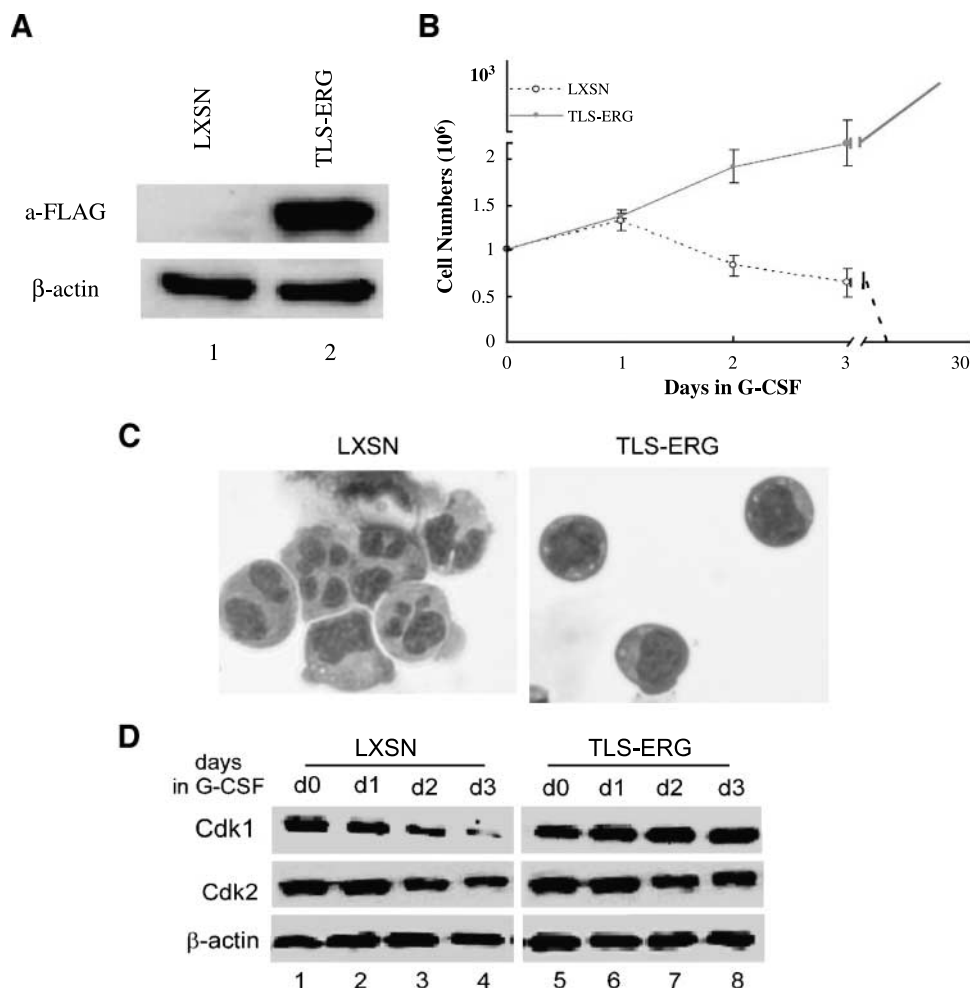 A
LXSN
TLS-ERG
a-FLAG
β-actin
1 2
B
10³
LXSN
TLS-ERG
2
1.5
1
0.5
0
Cell Numbers (10⁶)
0 1 2 3 30
Days in G-CSF
C
LXSN TLS-ERG
D
LXSN TLS-ERG
days
in G-CSF
d0 d1 d2 d3 d0 d1 d2 d3
Cdk1
Cdk2
β-actin
1 2 3 4 5 6 7 8